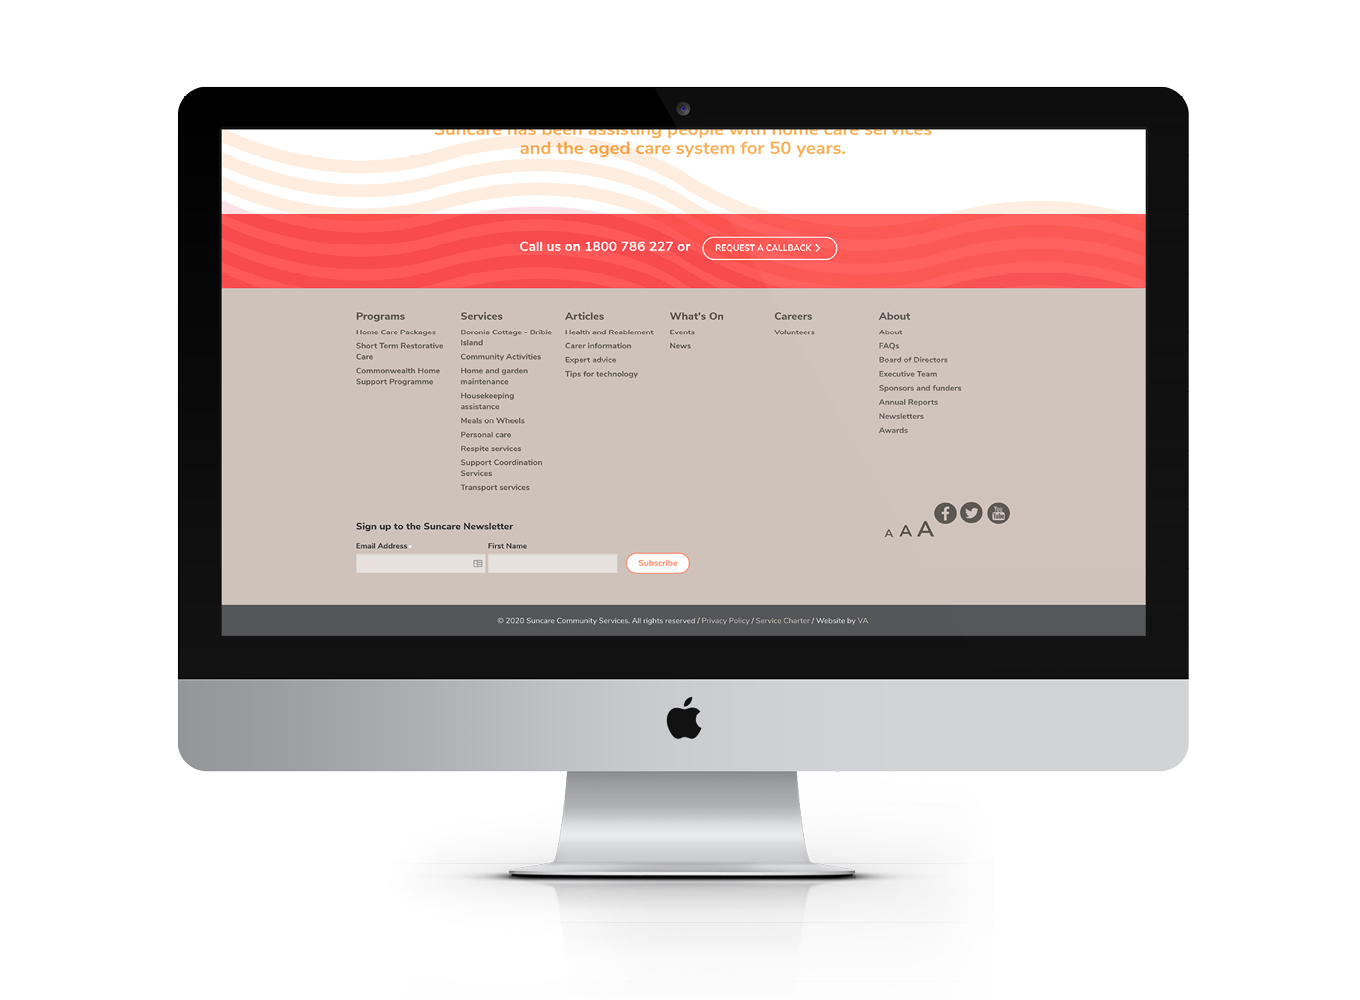 Suncare has been assisting people with home care services
and the aged care system for 50 years.
Call us on 1800 786 227 or
REQUEST A CALLBACK
Programs
Home Care Packages
Short Term Restorative
Care
Commonwealth Home
Support Programme
Services
Boronia Cottage - Bribie
Island
Community Activities
Home and garden
maintenance
Housekeeping
assistance
Meals on Wheels
Personal care
Respite services
Support Coordination
Services
Transport services
Articles
Health and Reablement
Carer information
Expert advice
Tips for technology
What's On
Events
News
Careers
Volunteers
About
About
FAQs
Board of Directors
Executive Team
Sponsors and funders
Annual Reports
Newsletters
Awards
A A A
You
Tube
Sign up to the Suncare Newsletter
Email Address *
First Name
Subscribe
© 2020 Suncare Community Services. All rights reserved / Privacy Policy / Service Charter / Website by VA